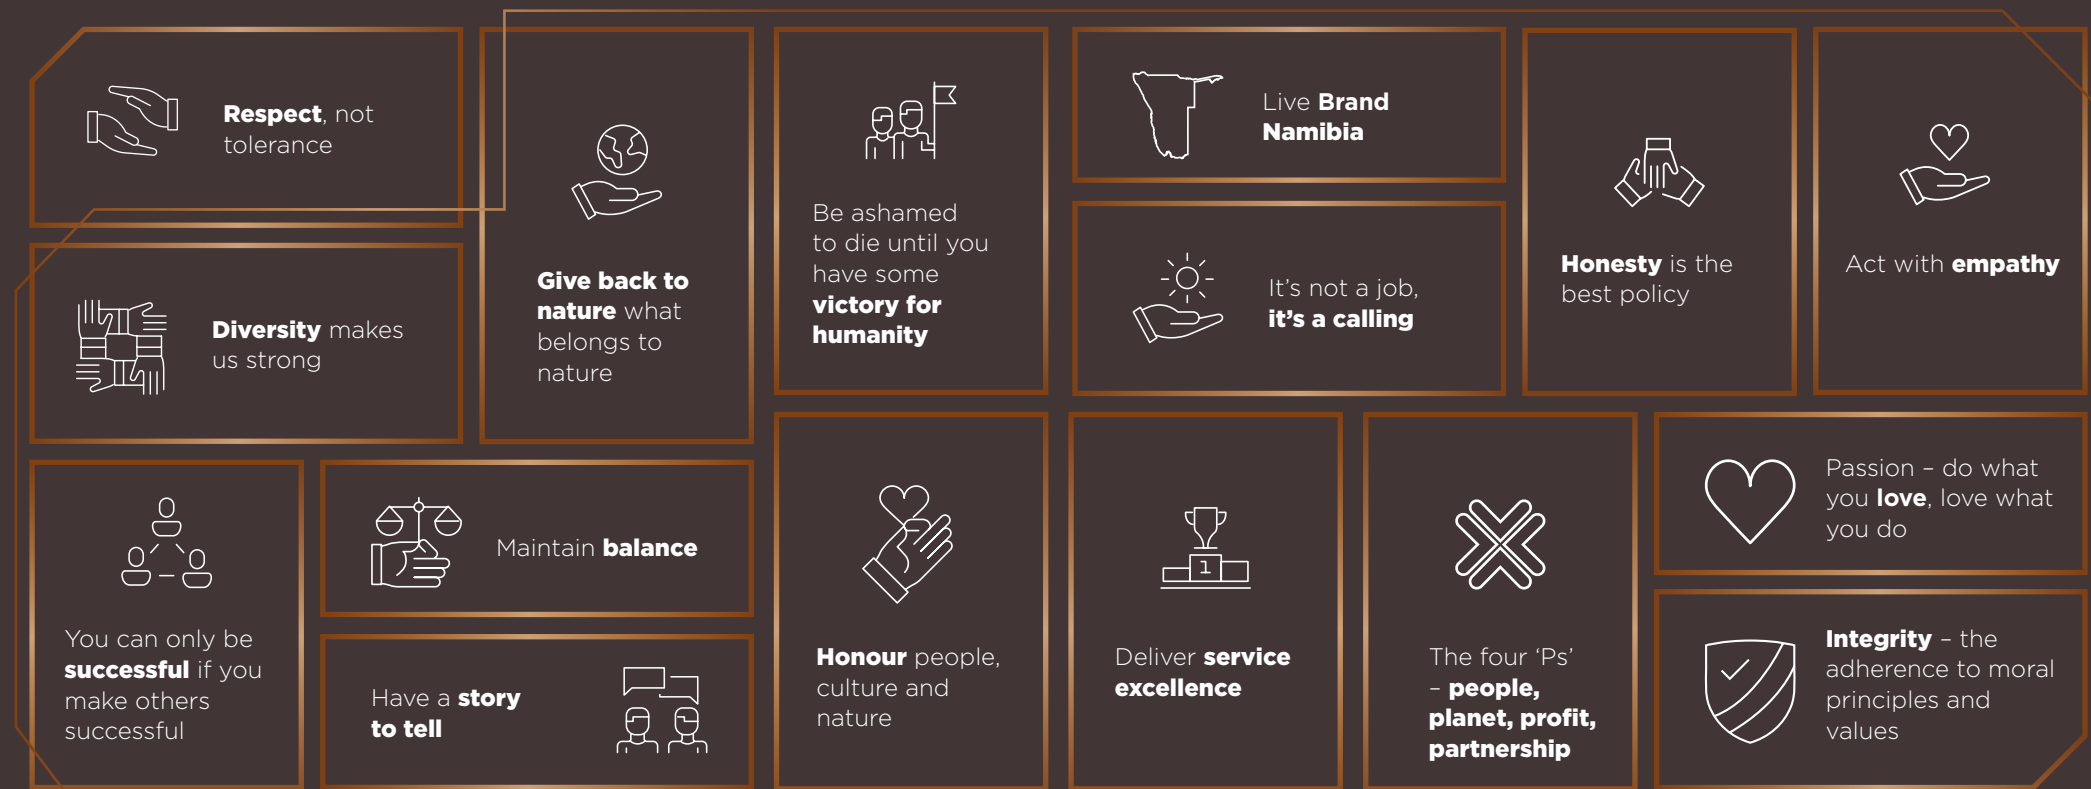 Respect, not
tolerance
Diversity makes
us strong
Give back to
nature what
belongs to
nature
Be ashamed
to die until you
have some
victory for
humanity
Live Brand
Namibia
It's not a job,
it's a calling
Honesty is the
best policy
Act with empathy
You can only be
successful if you
make others
successful
Maintain balance
Have a story
to tell
Honour people,
culture and
nature
1
Deliver service
excellence
The four ‘Ps’
– people,
planet, profit,
partnership
Passion – do what
you love, love what
you do
Integrity – the
adherence to moral
principles and
values